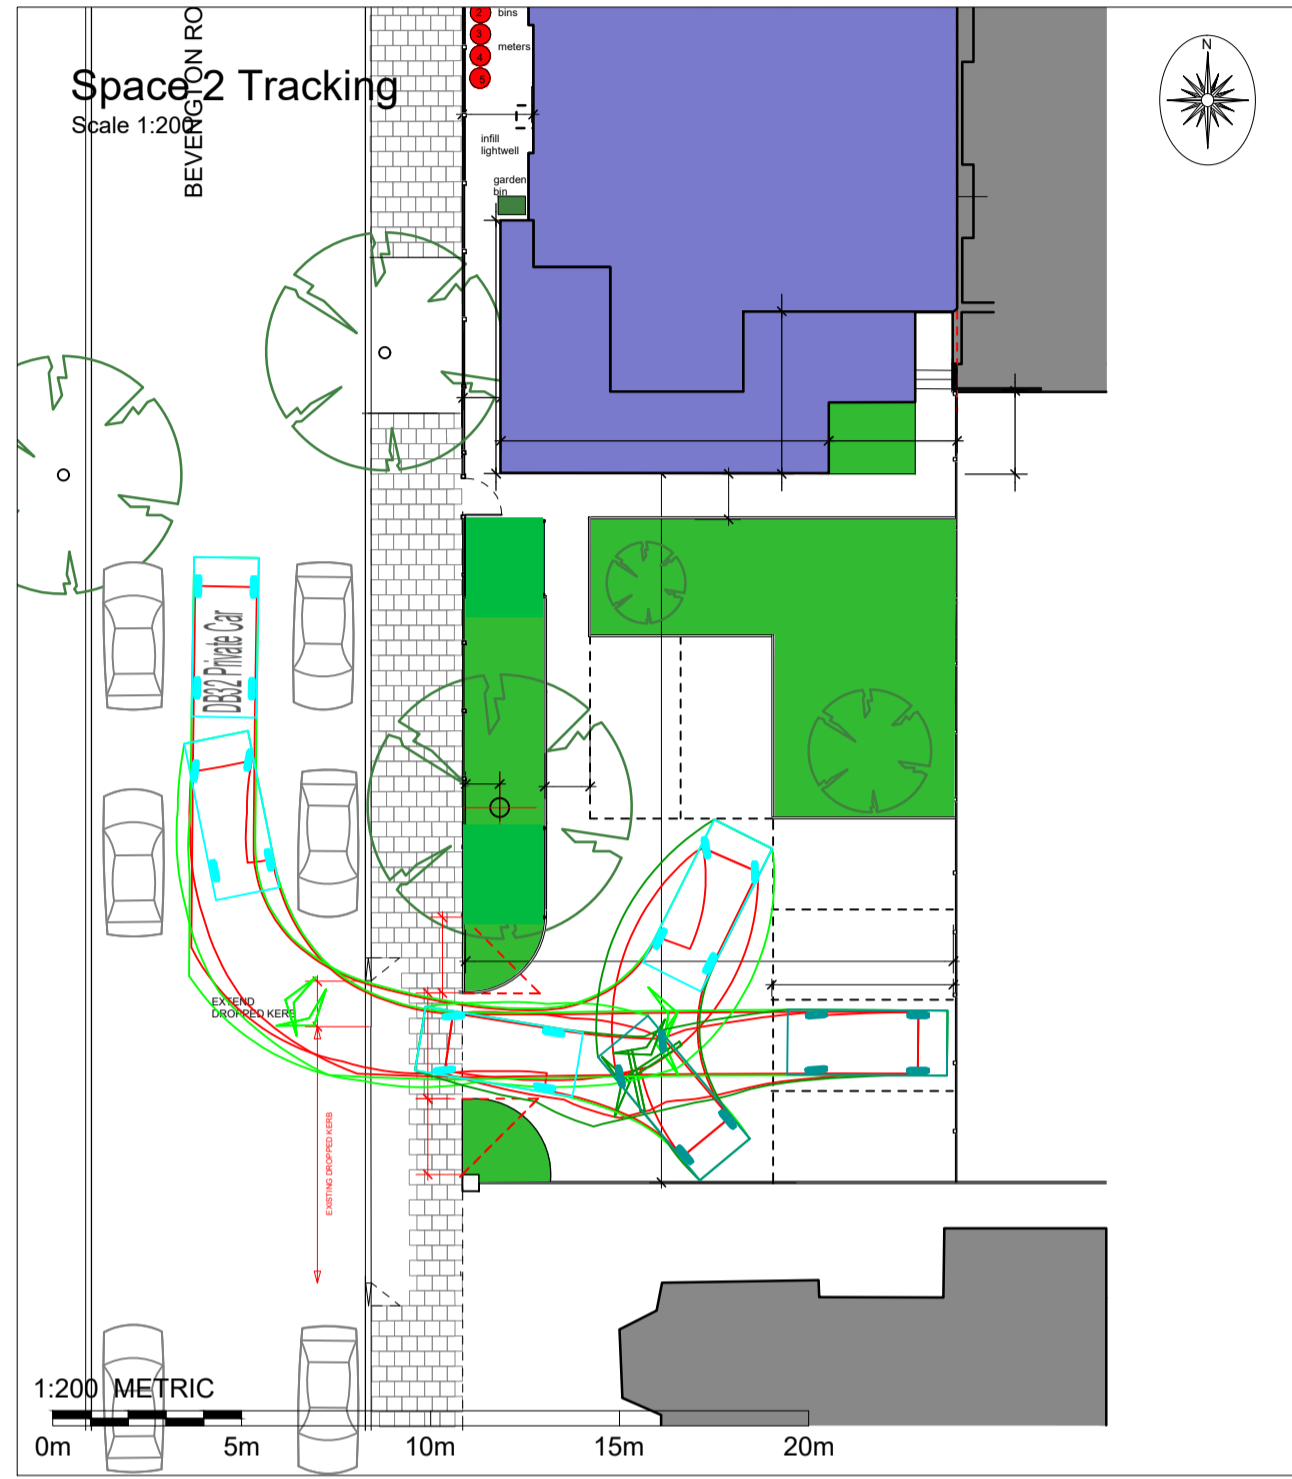 BEVENGTON RO
2
bins
3
meters
4
5
N
Space 2 Tracking
Scale 1:200
infill
lightwell
garden
bin
DB32 Private Car
EXTEND
DROPPED KERB
EXISTING DROPPED KERB
1:200 METRIC
0m
5m
10m
15m
20m